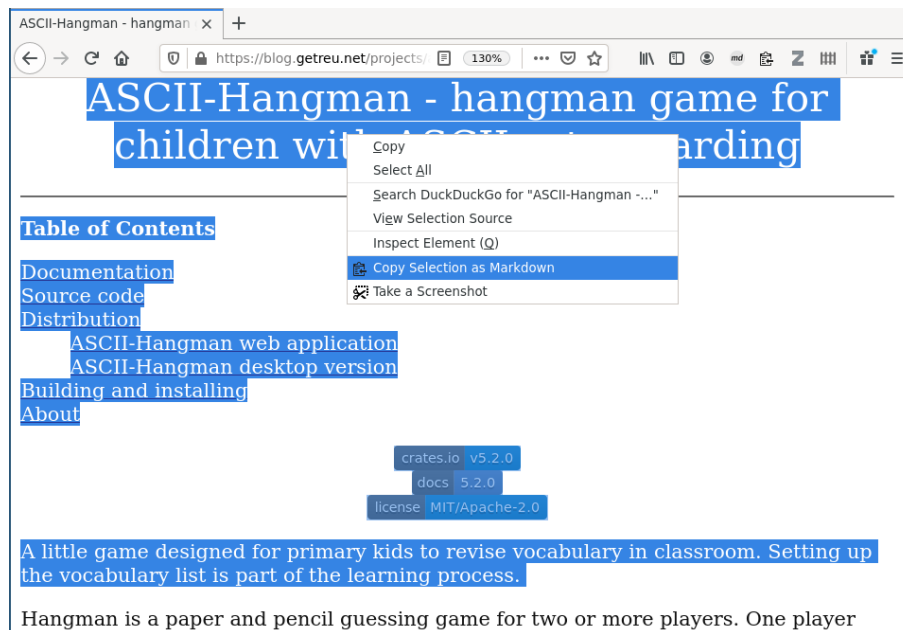 ASCII-Hangman - hangman
https://blog.getreu.net/projects/
130%
md
ASCII-Hangman - hangman game for
children wit
arding
Copy
Select All
Search DuckDuckGo for "ASCII-Hangman -..."
View Selection Source
Inspect Element (Q)
Copy Selection as Markdown
Take a Screenshot
Table of Contents
Documentation
Source code
Distribution
ASCII-Hangman web application
ASCII-Hangman desktop version
Building and installing
About
crates.io v5.2.0
docs 5.2.0
license MIT/Apache-2.0
A little game designed for primary kids to revise vocabulary in classroom. Setting up
the vocabulary list is part of the learning process.
Hangman is a paper and pencil guessing game for two or more players. One player